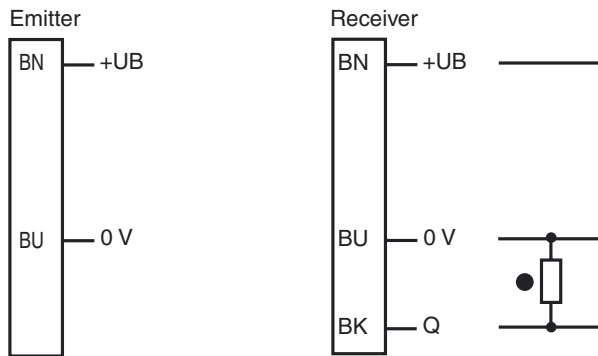 Emitter
BN +UB
BU 0 V
Receiver
BN +UB
BU 0 V
BK Q